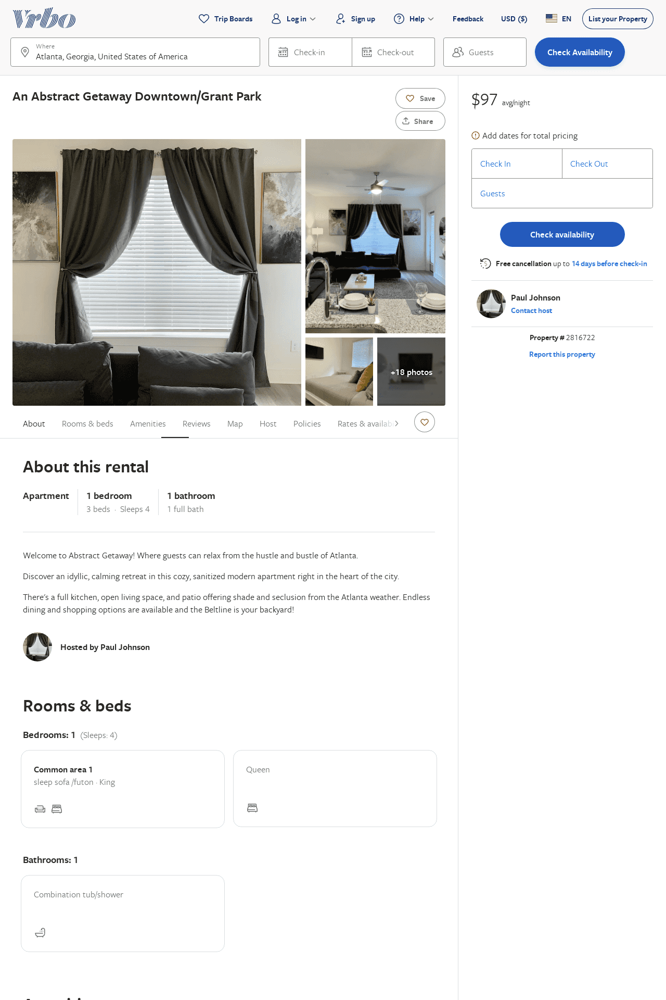 Vrbo
Trip Boards
Log in
Sign up
Help
Feedback
USD ($)
EN
List your Property
Where
Atlanta, Georgia, United States of America
Check-in
Check-out
Guests
Check Availability
An Abstract Getaway Downtown/Grant Park
Save
Share
+18 photos
$97 avg/night
Add dates for total pricing
Check In
Check Out
Guests
Check availability
Free cancellation up to 14 days before check-in
Paul Johnson
Contact host
Property # 2816722
Report this property
About
Rooms & beds
Amenities
Reviews
Map
Host
Policies
Rates & availabi
About this rental
Apartment
1 bedroom
3 beds · Sleeps 4
1 bathroom
1 full bath
Welcome to Abstract Getaway! Where guests can relax from the hustle and bustle of Atlanta.
Discover an idyllic, calming retreat in this cozy, sanitized modern apartment right in the heart of the city.
There's a full kitchen, open living space, and patio offering shade and seclusion from the Atlanta weather. Endless
dining and shopping options are available and the Beltline is your backyard!
Hosted by Paul Johnson
Rooms & beds
Bedrooms: 1 (Sleeps: 4)
Common area 1
sleep sofa /futon · King
Queen
Bathrooms: 1
Combination tub/shower